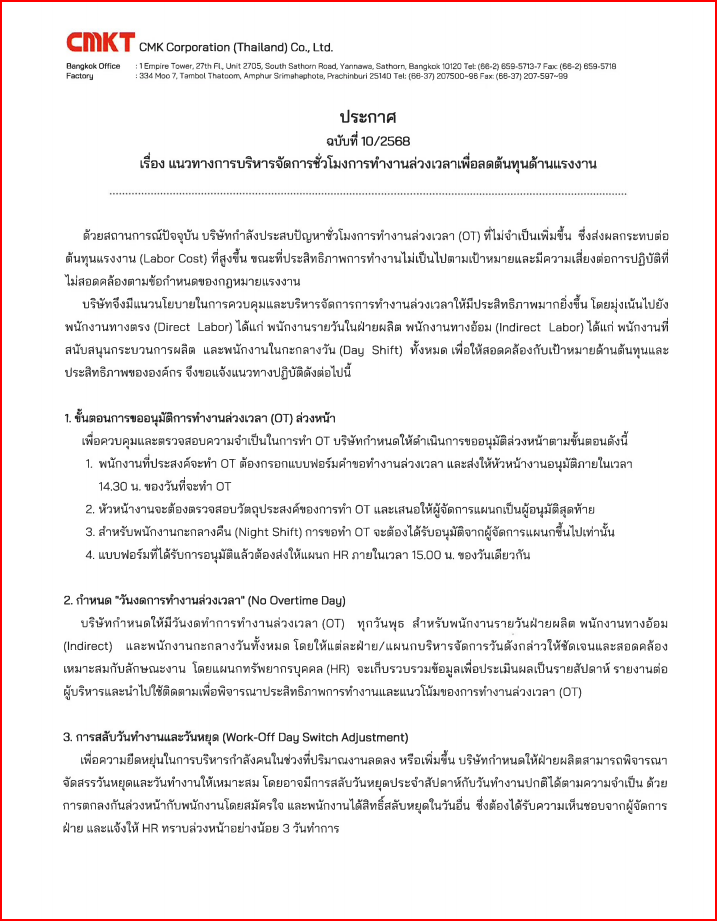 CMKT CMK Corporation (Thailand) Co., Ltd.
Bangkok Office : 1 Empire Tower, 27th Fl., Unit 2705, South Sathorn Road, Yannawa, Sathorn, Bangkok 10120 Tel: (66-2) 659-5713-7 Fax: (66-2) 659-5718
Factory : 334 Moo 7, Tambol Thatoom, Amphur Srimahaphote, Prachinburi 25140 Tel: (66-37) 207500~96 Fax: (66-37) 207-597~99
ประกาศ
ฉบับที่ 10/2568
เรื่อง แนวทางการบริหารจัดการชั่วโมงการทำงานล่วงเวลาเพื่อลดต้นทุนด้านแรงงาน
ด้วยสถานการณ์ปัจจุบัน บริษัทกำลังประสบปัญหาชั่วโมงการทำงานล่วงเวลา (OT) ที่ไม่จำเป็นเพิ่มขึ้น ซึ่งส่งผลกระทบต่อ
ต้นทุนแรงงาน (Labor Cost) ที่สูงขึ้น ขณะที่ประสิทธิภาพการทำงานไม่เป็นไปตามเป้าหมายและมีความเสี่ยงต่อการปฏิบัติที่
ไม่สอดคล้องตามข้อกำหนดของกฎหมายแรงงาน
บริษัทจึงมีแนวนโยบายในการควบคุมและบริหารจัดการการทำงานล่วงเวลาให้มีประสิทธิภาพมากยิ่งขึ้น โดยมุ่งเน้นไปยัง
พนักงานทางตรง (Direct Labor) ได้แก่ พนักงานรายวันในฝ่ายผลิต พนักงานทางอ้อม (Indirect Labor) ได้แก่ พนักงานที่
สนับสนุนกระบวนการผลิต และพนักงานในกะกลางวัน (Day Shift) ทั้งหมด เพื่อให้สอดคล้องกับเป้าหมายด้านต้นทุนและ
ประสิทธิภาพขององค์กร จึงขอแจ้งแนวทางปฏิบัติดังต่อไปนี้
1. ขั้นตอนการขออนุมัติการทำงานล่วงเวลา (OT) ล่วงหน้า
เพื่อควบคุมและตรวจสอบความจำเป็นในการทำ OT บริษัทกำหนดให้ดำเนินการขออนุมัติล่วงหน้าตามขั้นตอนดังนี้
1. พนักงานที่ประสงค์จะทำ OT ต้องกรอกแบบฟอร์มคำขอทำงานล่วงเวลา และส่งให้หัวหน้างานอนุมัติภายในเวลา
14.30 น. ของวันที่จะทำ OT
2. หัวหน้างานจะต้องตรวจสอบวัตถุประสงค์ของการทำ OT และเสนอให้ผู้จัดการแผนกเป็นผู้อนุมัติสุดท้าย
3. สำหรับพนักงานกะกลางคืน (Night Shift) การขอทำ OT จะต้องได้รับอนุมัติจากผู้จัดการแผนกขึ้นไปเท่านั้น
4. แบบฟอร์มที่ได้รับการอนุมัติแล้วต้องส่งให้แผนก HR ภายในเวลา 15.00 น. ของวันเดียวกัน
2. กำหนด "วันงดการทำงานล่วงเวลา" (No Overtime Day)
บริษัทกำหนดให้มีวันงดทำการทำงานล่วงเวลา (OT) ทุกวันพุธ สำหรับพนักงานรายวันฝ่ายผลิต พนักงานทางอ้อม
(Indirect) และพนักงานกะกลางวันทั้งหมด โดยให้แต่ละฝ่าย/แผนกบริหารจัดการวันดังกล่าวให้ชัดเจนและสอดคล้อง
เหมาะสมกับลักษณะงาน โดยแผนกทรัพยากรบุคคล (HR) จะเก็บรวบรวมข้อมูลเพื่อประเมินผลเป็นรายสัปดาห์ รายงานต่อ
ผู้บริหารและนำไปใช้ติดตามเพื่อพิจารณาประสิทธิภาพการทำงานและแนวโน้มของการทำงานล่วงเวลา (OT)
3. การสลับวันทำงานและวันหยุด (Work-Off Day Switch Adjustment)
เพื่อความยืดหยุ่นในการบริหารกำลังคนในช่วงที่ปริมาณงานลดลง หรือเพิ่มขึ้น บริษัทกำหนดให้ฝ่ายผลิตสามารถพิจารณา
จัดสรรวันหยุดและวันทำงานให้เหมาะสม โดยอาจมีการสลับวันหยุดประจำสัปดาห์กับวันทำงานปกติได้ตามความจำเป็น ด้วย
การตกลงกันล่วงหน้ากับพนักงานโดยสมัครใจ และพนักงานได้สิทธิ์สลับหยุดในวันอื่น ซึ่งต้องได้รับความเห็นชอบจากผู้จัดการ
ฝ่าย และแจ้งให้ HR ทราบล่วงหน้าอย่างน้อย 3 วันทำการ